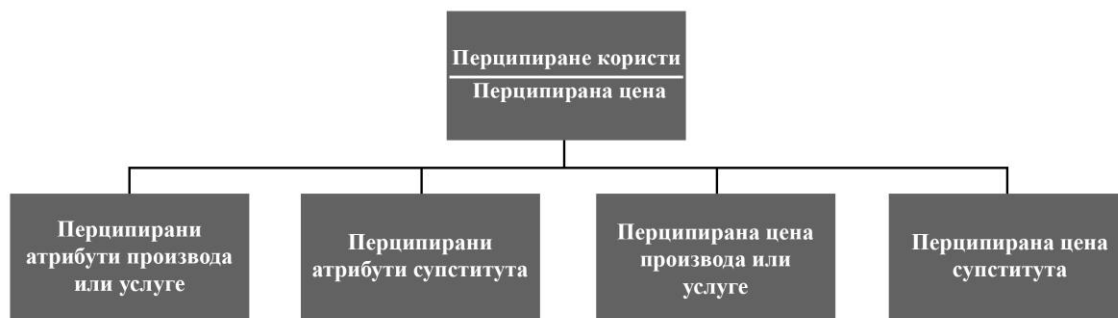 Перципиране користи
Перципирана цена
Перципирани
атрибути производа
или услуге
Перципирани
атрибути супститута
Перципирана цена
производа или
услуге
Перципирана цена
супститута